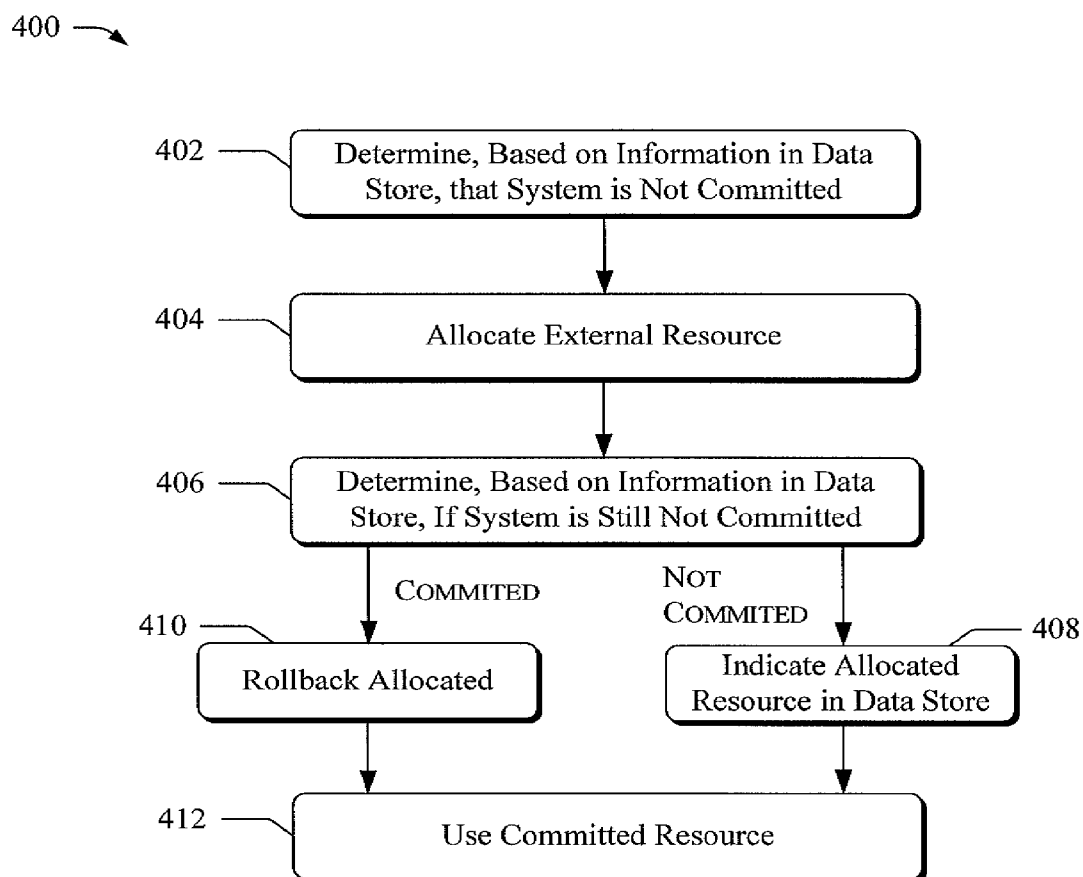 400
402
Determine, Based on Information in Data
Store, that System is Not Committed
404
Allocate External Resource
406
Determine, Based on Information in Data
Store, If System is Still Not Committed
COMMITED
NOT
COMMITED
410
Rollback Allocated
408
Indicate Allocated
Resource in Data Store
412
Use Committed Resource